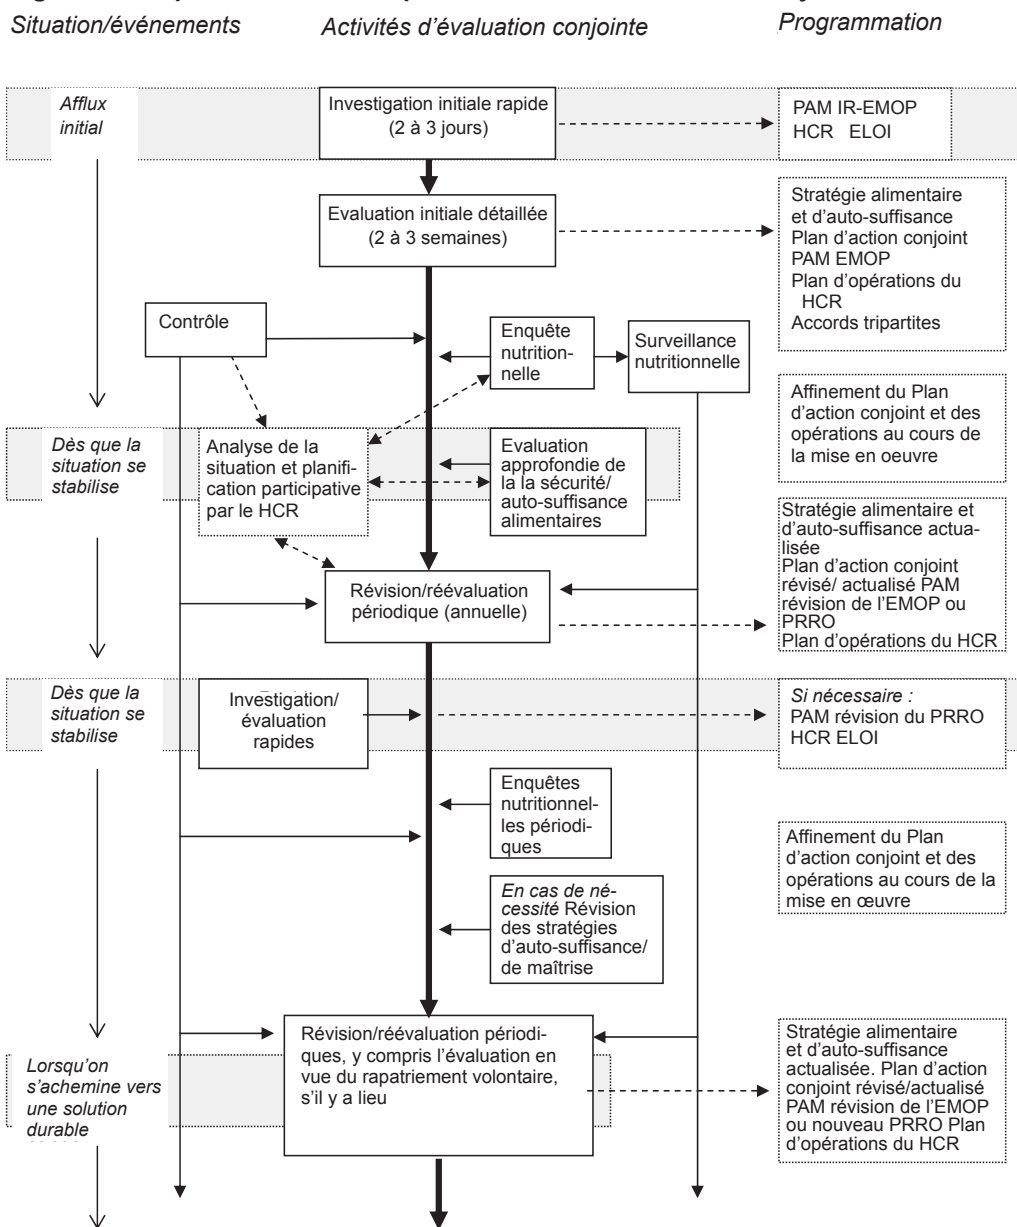 Situation/événements
Activités d’évaluation conjointe
Programmation
Afflux
initial
Investigation initiale rapide
(2 à 3 jours)
PAM IR-EMOP
HCR ELOI
Evaluation initiale détaillée
(2 à 3 semaines)
Stratégie alimentaire
et d’auto-suffisance
Plan d’action conjoint
PAM EMOP
Plan d’opérations du
HCR
Accords tripartites
Contrôle
Enquête
nutrition-
nelle
Surveillance
nutritionnelle
Affinement du Plan
d’action conjoint et des
opérations au cours de
la mise en oeuvre
Dès que la
situation se
stabilise
Analyse de la
situation et planifi-
cation participative
par le HCR
Evaluation
approfondie de
la la sécurité/
auto-suffisance
alimentaires
Stratégie alimentaire et
d’auto-suffisance actua-
lisée
Plan d’action conjoint
révisé/ actualisé PAM
révision de l’EMOP ou
PRRO
Plan d’opérations du HCR
Révision/réévaluation
périodique (annuelle)
Dès que la
situation se
stabilise
Investigation/
évaluation
rapides
Si nécessaire :
PAM révision du PRRO
HCR ELOI
Enquêtes
nutritionnel-
les périodi-
ques
Affinement du Plan
d’action conjoint et des
opérations au cours de la
mise en œuvre
En cas de né-
cessité Révision
des stratégies
d’auto-suffisance/
de maîtrise
Lorsqu’on
s’achemine vers
une solution
durable
Révision/réévaluation périodi-
ques, y compris l’évaluation en
vue du rapatriement volontaire,
s’il y a lieu
Stratégie alimentaire
et d’auto-suffisance
actualisée. Plan d’action
conjoint révisé/actualisé
PAM révision de l’EMOP
ou nouveau PRRO Plan
d’opérations du HCR